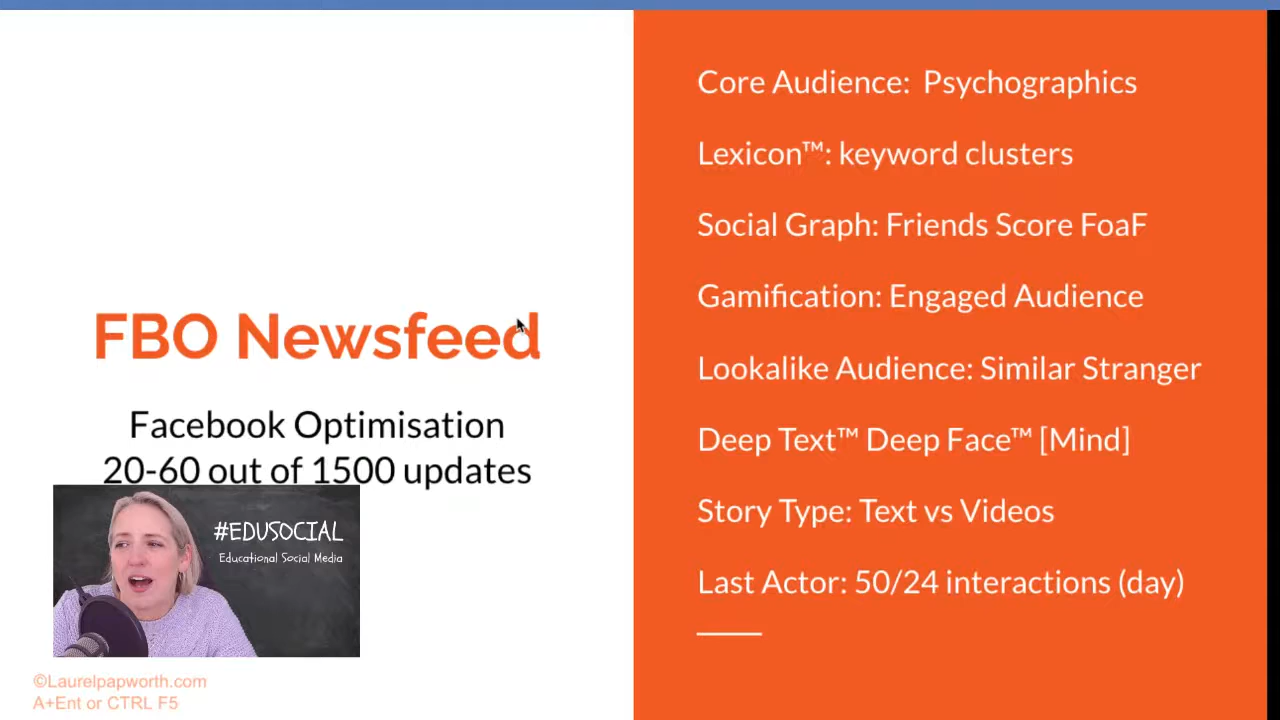 FBO Newsfeed
Facebook Optimisation
20-60 out of 1500 updates
#EDUSOCIAL
Educational Social Media
©Laurelpapworth.com
A+Ent or CTRL F5
Core Audience: Psychographics
Lexicon™: keyword clusters
Social Graph: Friends Score FoaF
Gamification: Engaged Audience
Lookalike Audience: Similar Stranger
Deep Text™ Deep Face™ [Mind]
Story Type: Text vs Videos
Last Actor: 50/24 interactions (day)